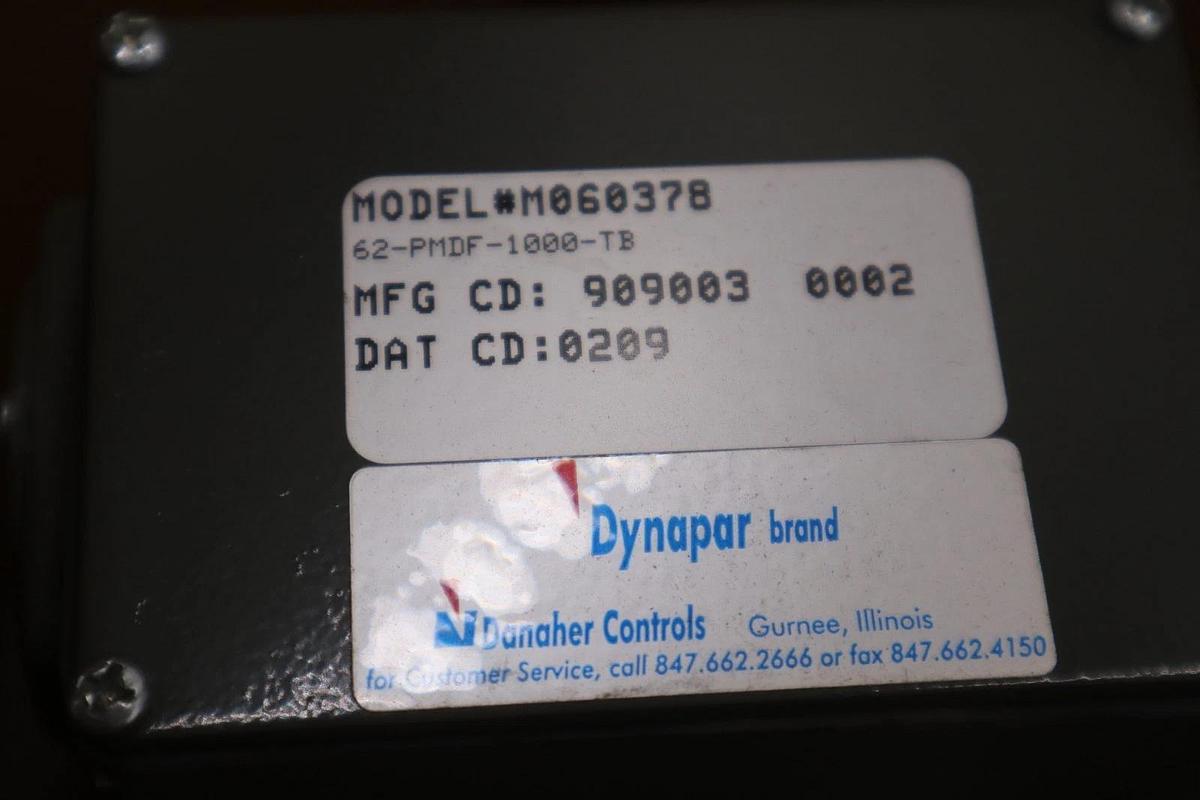 MODEL#M060378
62-PMDF-1000-TB
MFG CD: 909003 0002
DAT CD:0209
Dynapar brand
Danaher Controls Gurnee, Illinois
for Customer Service, call 847.662.2666 or fax 847.662.4150